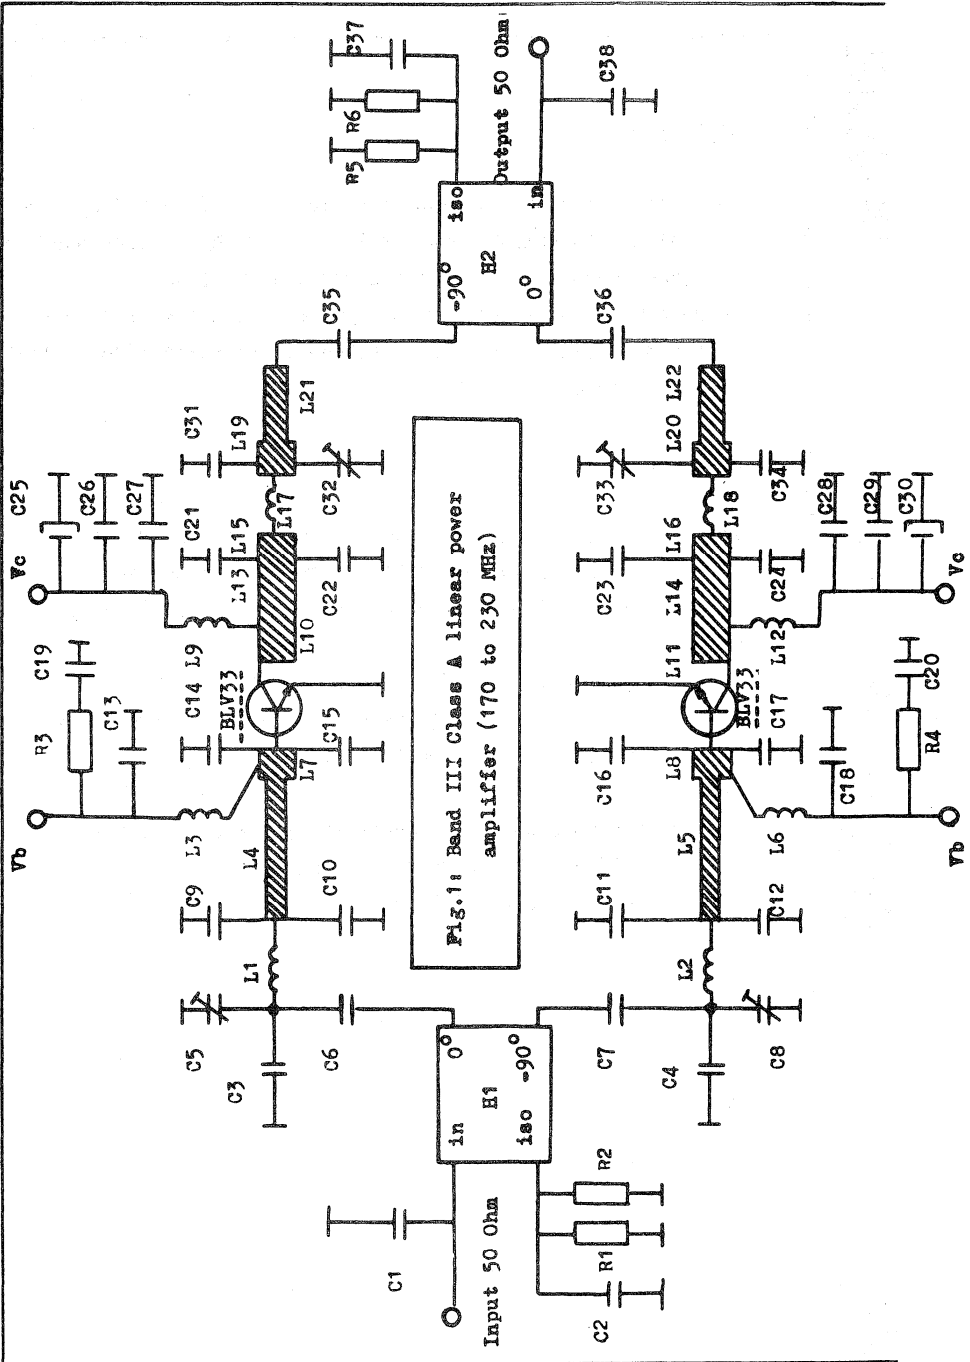 Fig.1: Band III Class A linear power
amplifier (170 to 230 MHz)
Input 50 Ohm
C1
C2
R1
R2
in
0°
H1
iso
-90°
C3
C5
C6
L1
C9
C10
L4
L3
Vb
R3
C19
C13
C14
C15
L7
BLV33
L9
L10
L13
L15
C21
C22
L17
C31
L19
C32
L21
C35
Vc
C25
C26
C27
C4
C7
C8
L2
C11
C12
L5
L6
Vb
R4
C20
C18
C16
C17
L8
BLV33
L11
L12
L14
L16
C23
C24
L18
C33
L20
C34
L22
C36
Vc
C28
C29
C30
-90°
iso
H2
0°
in
R5
R6
C37
C38
Output 50 Ohm